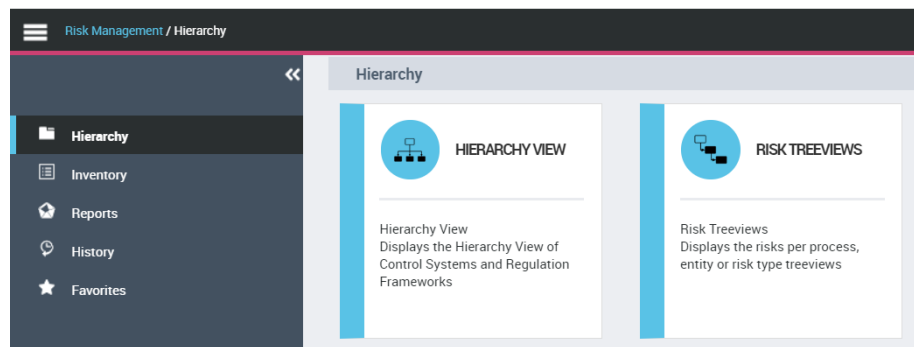 Risk Management / Hierarchy
Hierarchy
Inventory
Reports
History
Favorites
Hierarchy
HIERARCHY VIEW
Hierarchy View
Displays the Hierarchy View of
Control Systems and Regulation
Frameworks
RISK TREEVIEWS
Risk Treeviews
Displays the risks per process,
entity or risk type treeviews